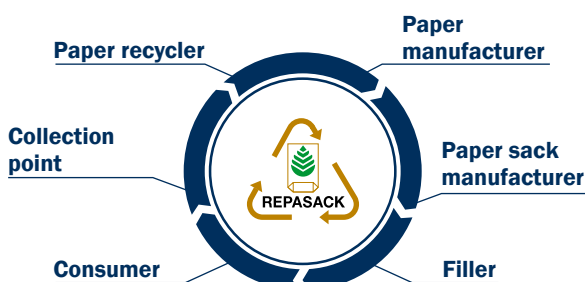 Paper
manufacturer
Paper recycler
Collection
point
Paper sack
manufacturer
REPASACK
Consumer
Filler